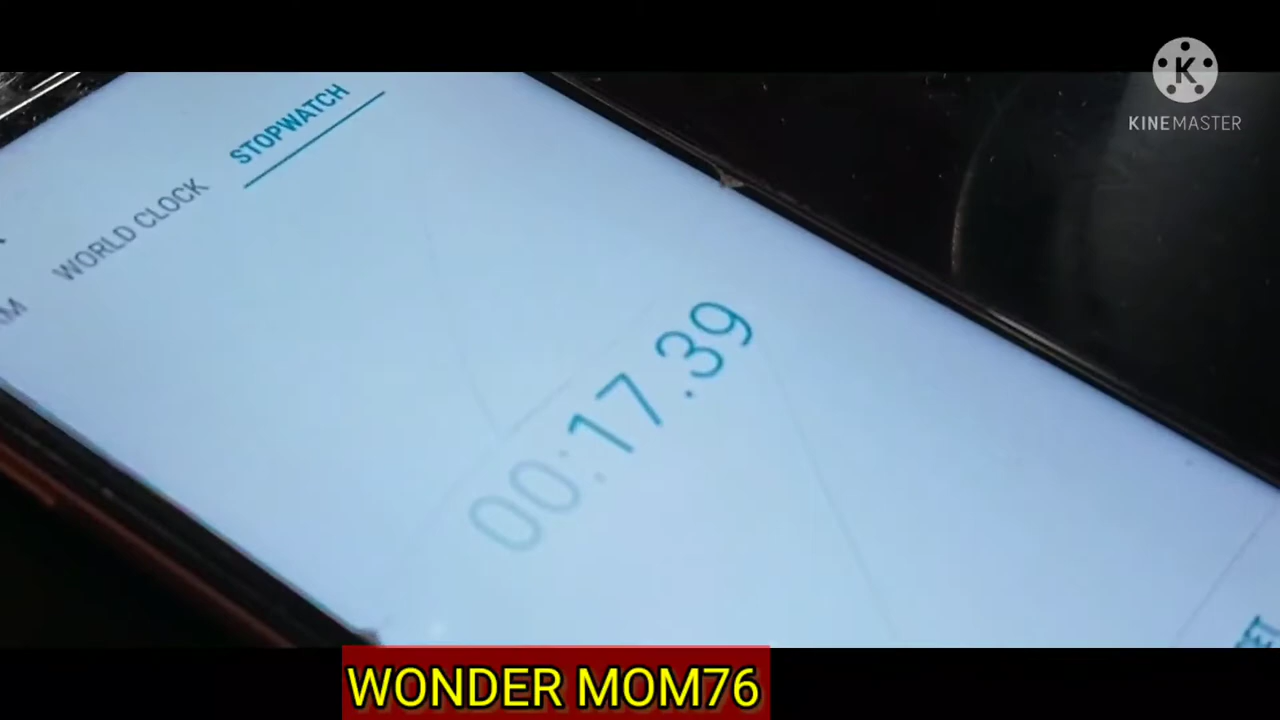 STOPWATCH
WORLD CLOCK
00:17.39
K
KINEMASTER
WONDER MOM76